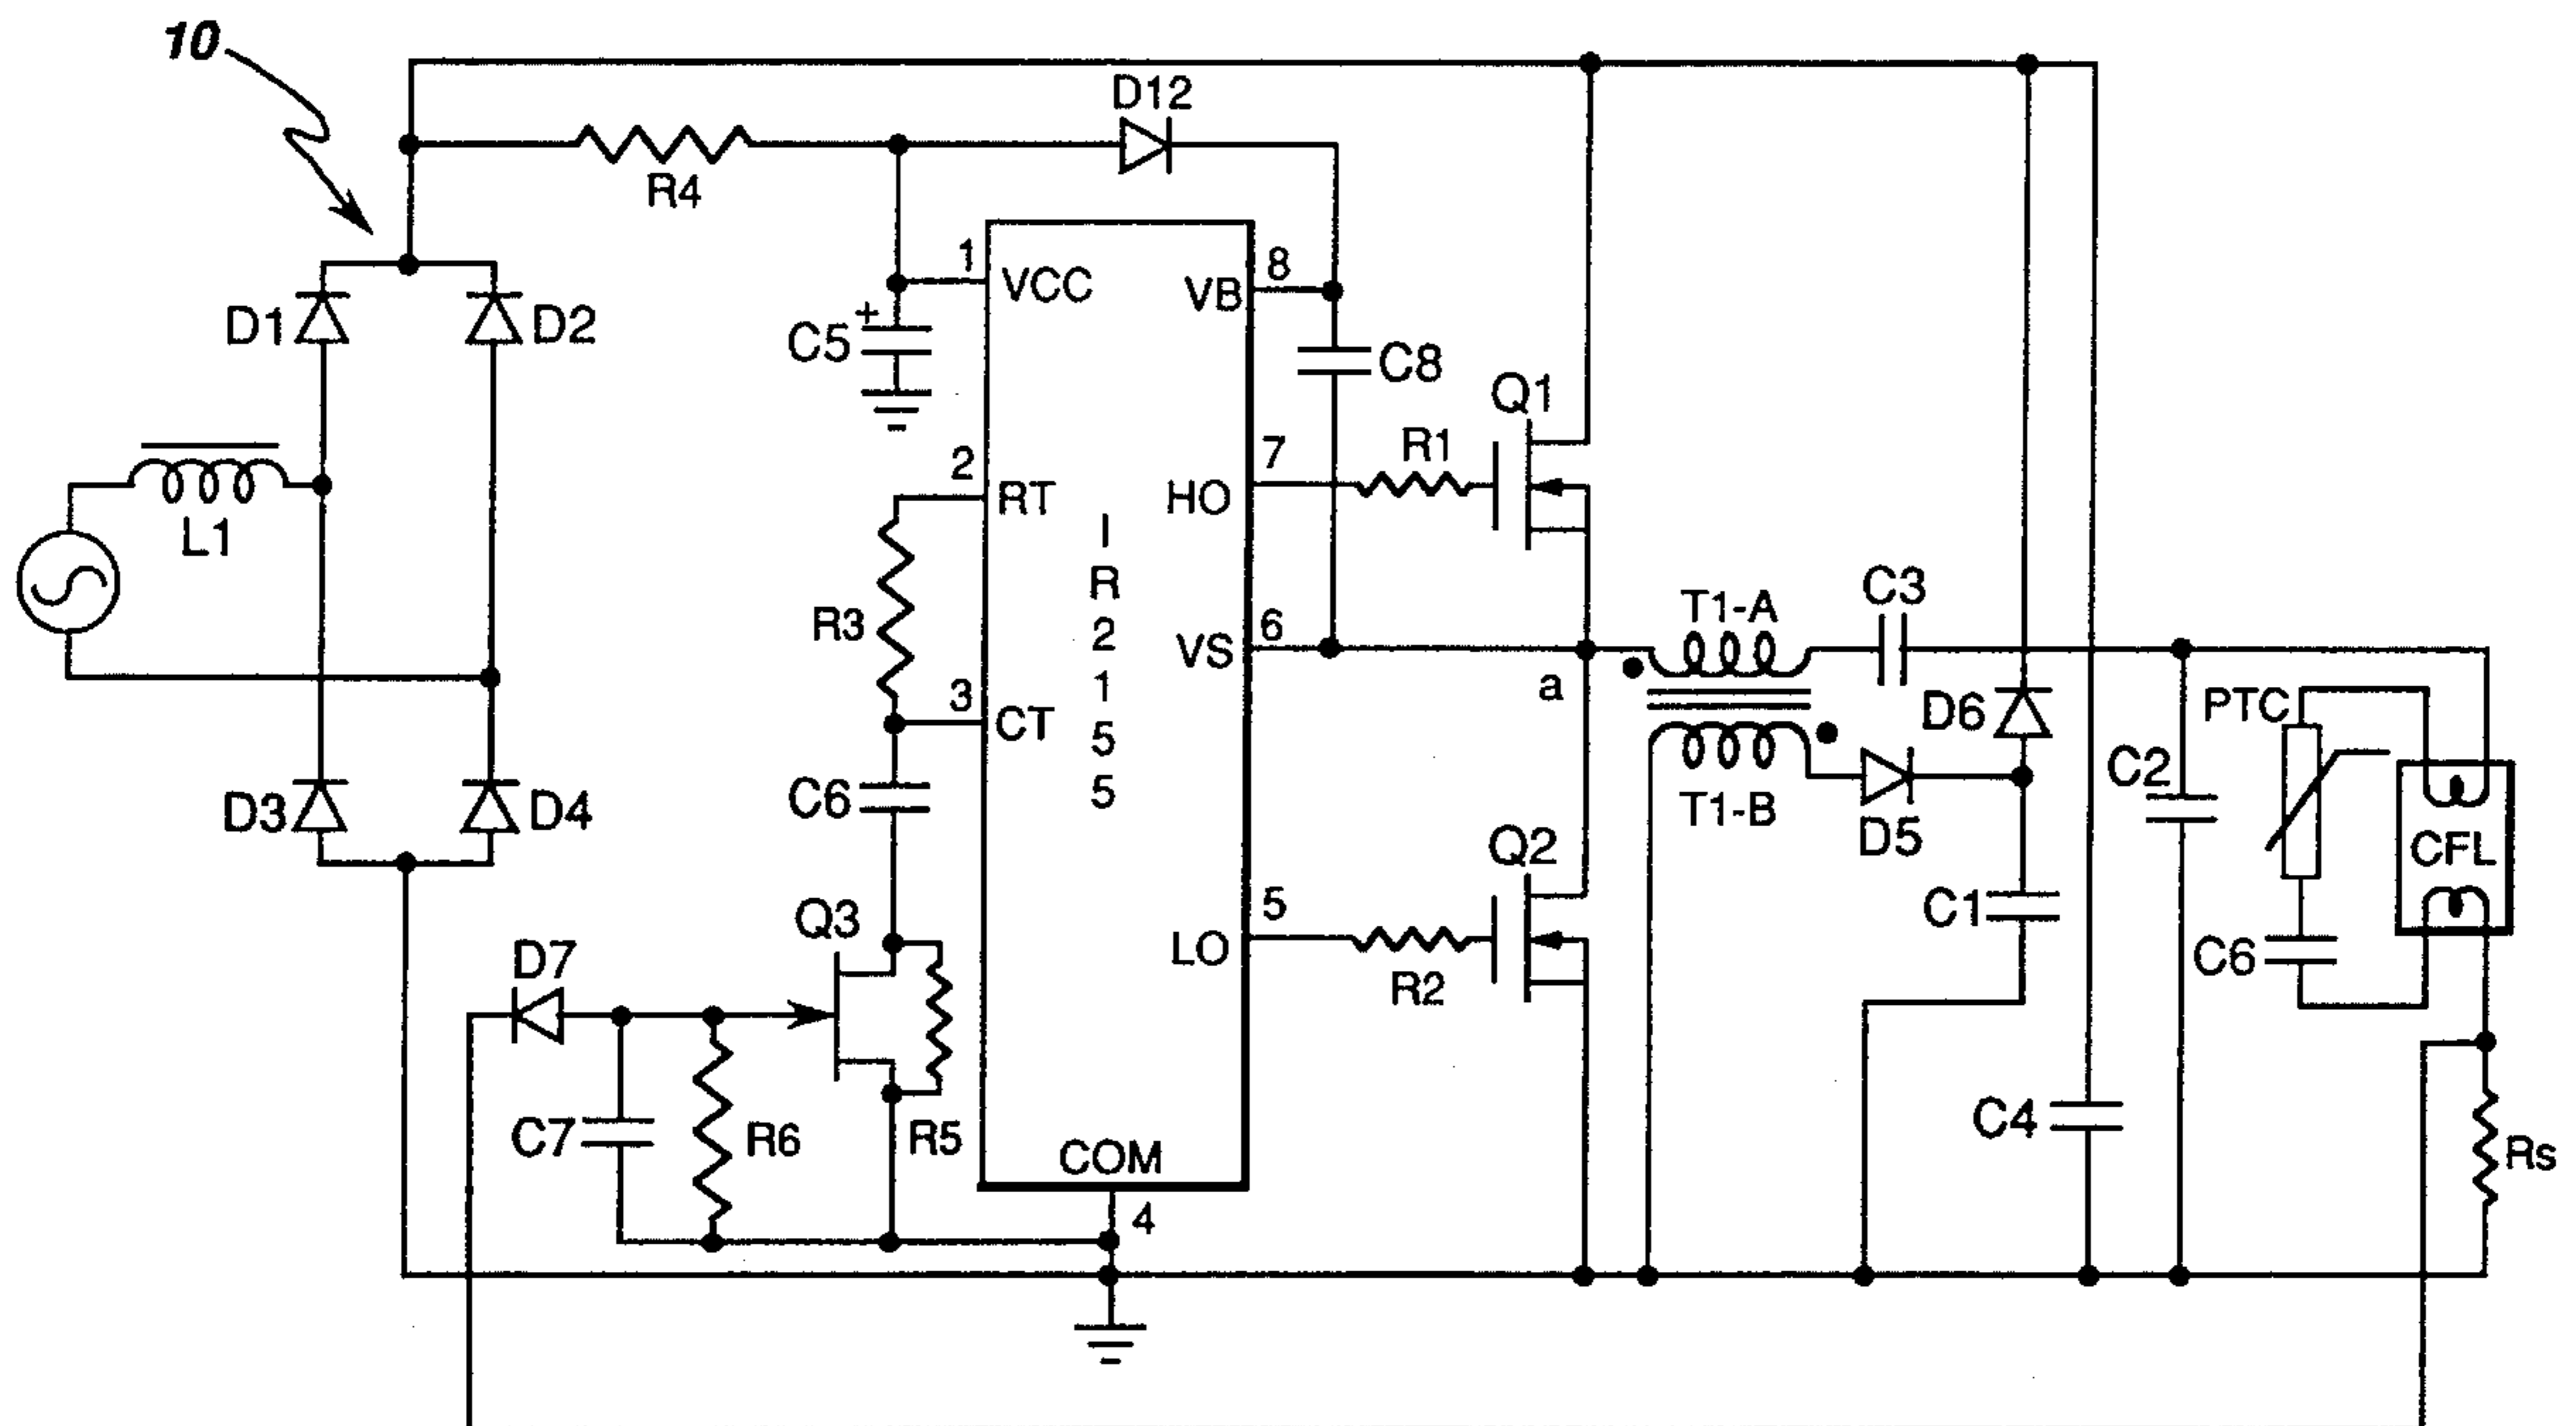 10
D12
R4
1
VCC
8
VB
D1
D2
+
C5
C8
Q1
2
RT
7
HO
R1
L1
I
R
2
1
5
5
R3
6
VS
T1-A
C3
a
3
CT
D6
PTC
C6
T1-B
D5
C2
D3
D4
Q2
CFL
Q3
5
LO
C1
D7
R2
C6
C7
R6
R5
COM
C4
Rs
4